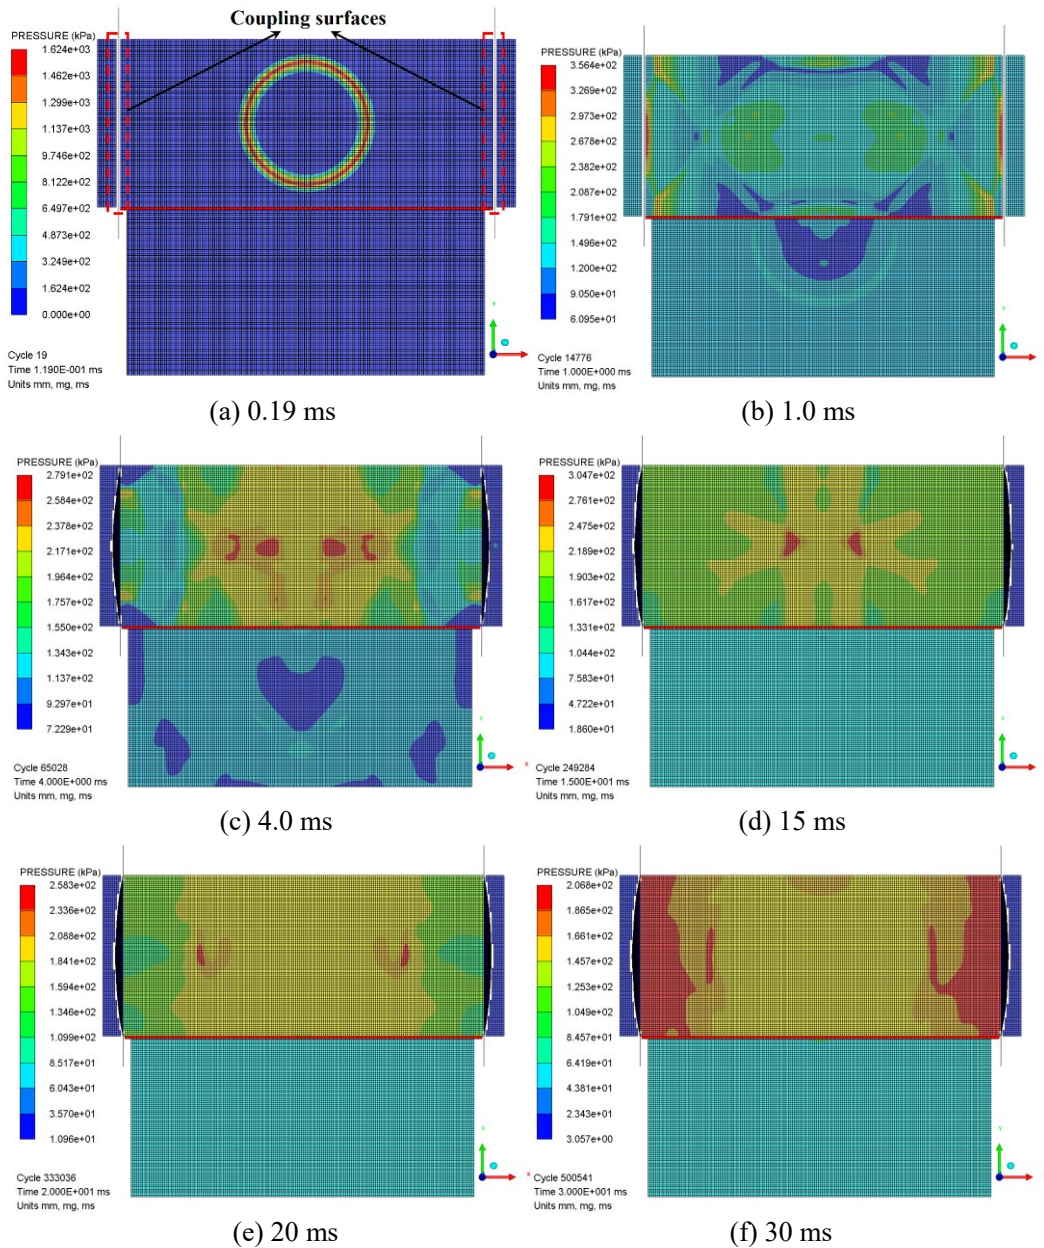 Coupling surfaces
PRESSURE (kPa)
1.624e+03
1.462e+03
1.299e+03
1.137e+03
9.746e+02
8.122e+02
6.497e+02
4.873e+02
3.249e+02
1.624e+02
0.000e+00
Cycle 19
Time 1.190E-001 ms
Units mm, mg, ms
(a) 0.19 ms
PRESSURE (kPa)
3.564e+02
3.269e+02
2.973e+02
2.678e+02
2.382e+02
2.087e+02
1.791e+02
1.496e+02
1.200e+02
9.050e+01
6.095e+01
Cycle 14776
Time 1.000E+000 ms
Units mm, mg, ms
(b) 1.0 ms
PRESSURE (kPa)
2.791e+02
2.584e+02
2.378e+02
2.171e+02
1.964e+02
1.757e+02
1.550e+02
1.343e+02
1.137e+02
9.297e+01
7.229e+01
Cycle 65028
Time 4.000E+000 ms
Units mm, mg, ms
(c) 4.0 ms
PRESSURE (kPa)
3.047e+02
2.761e+02
2.475e+02
2.189e+02
1.903e+02
1.617e+02
1.331e+02
1.044e+02
7.583e+01
4.722e+01
1.860e+01
Cycle 249284
Time 1.500E+001 ms
Units mm, mg, ms
(d) 15 ms
PRESSURE (kPa)
2.583e+02
2.336e+02
2.088e+02
1.841e+02
1.594e+02
1.346e+02
1.099e+02
8.517e+01
6.043e+01
3.570e+01
1.096e+01
Cycle 333036
Time 2.000E+001 ms
Units mm, mg, ms
(e) 20 ms
PRESSURE (kPa)
2.068e+02
1.865e+02
1.661e+02
1.457e+02
1.253e+02
1.049e+02
8.457e+01
6.419e+01
4.381e+01
2.343e+01
3.057e+00
Cycle 500541
Time 3.000E+001 ms
Units mm, mg, ms
(f) 30 ms